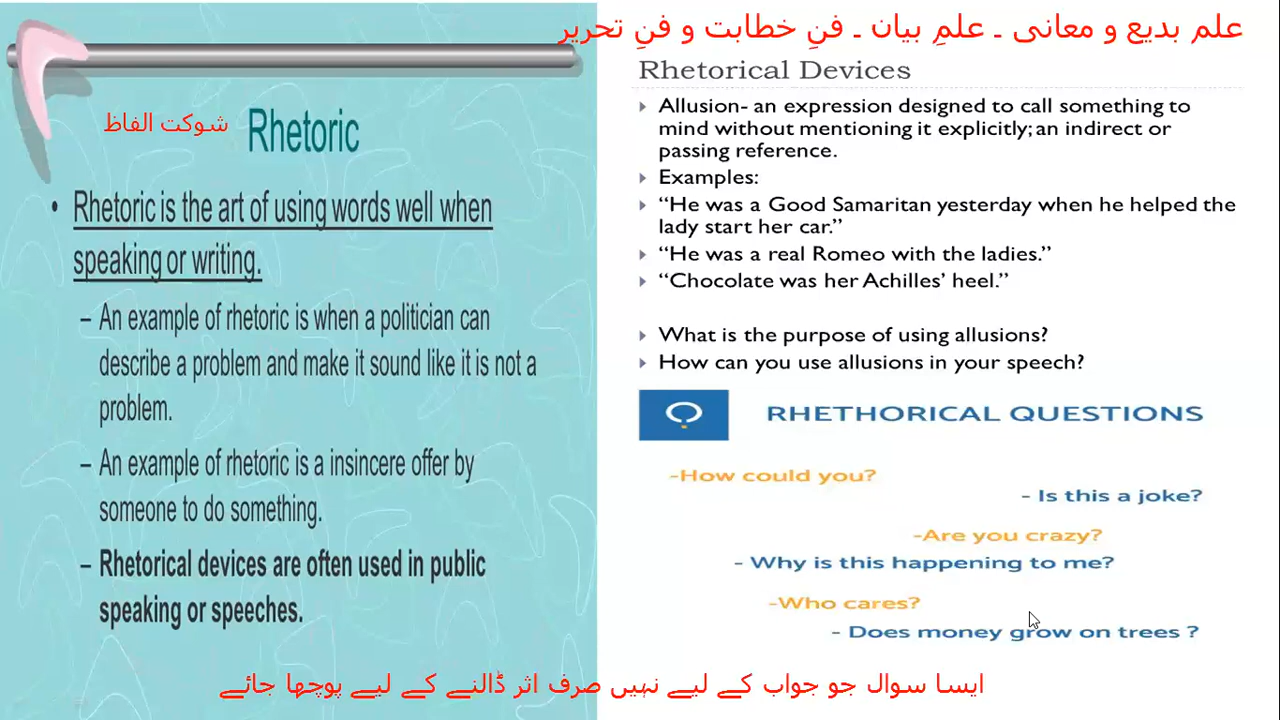 علم بدیع و معانی ۔ علمِ بیان ۔ فنِ خطابت و فنِ تحریر
شوکت الفاظ
Rhetoric
• Rhetoric is the art of using words well when
speaking or writing.
– An example of rhetoric is when a politician can
describe a problem and make it sound like it is not a
problem.
– An example of rhetoric is a insincere offer by
someone to do something.
– Rhetorical devices are often used in public
speaking or speeches.
Rhetorical Devices
Allusion- an expression designed to call something to
mind without mentioning it explicitly; an indirect or
passing reference.
Examples:
“He was a Good Samaritan yesterday when he helped the
lady start her car.”
“He was a real Romeo with the ladies.”
“Chocolate was her Achilles’ heel.”
What is the purpose of using allusions?
How can you use allusions in your speech?
RHETHORICAL QUESTIONS
-How could you?
- Is this a joke?
-Are you crazy?
- Why is this happening to me?
-Who cares?
- Does money grow on trees ?
ایسا سوال جو جواب کے لیے نہیں صرف اثر ڈالنے کے لیے پوچھا جائے